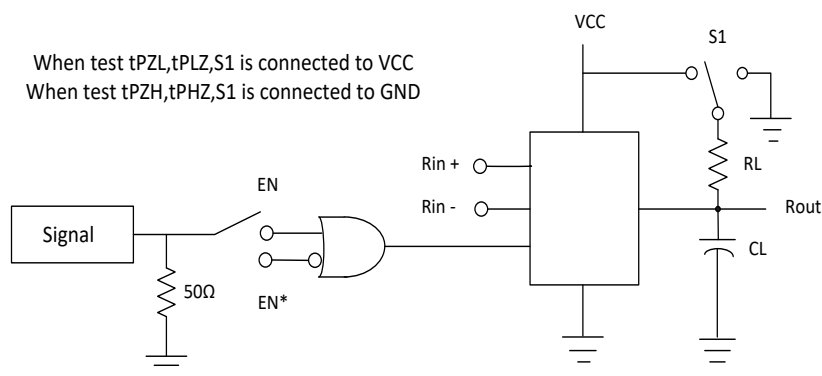 VCC
S1
When test tPZL,tPLZ,S1 is connected to VCC
When test tPZH,tPHZ,S1 is connected to GND
Rin +
RL
EN
Rin -
Rout
Signal
CL
50Ω
EN*